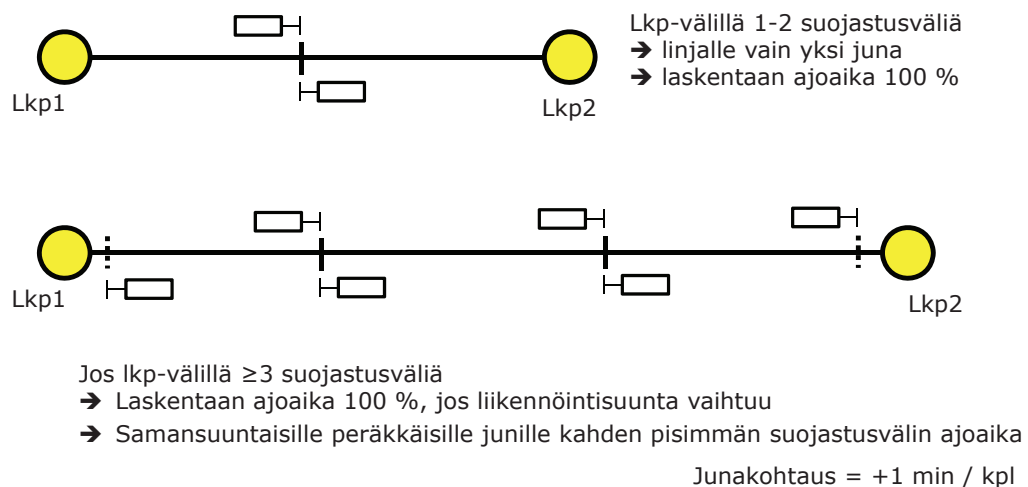 Lkp-välillä 1-2 suojastusväliä
➔ linjalle vain yksi juna
➔ laskentaan ajoaika 100 %
Lkp1
Lkp2
Lkp1
Lkp2
Jos lkp-välillä ≥3 suojastusväliä
➔ Laskentaan ajoaika 100 %, jos liikennöintisuunta vaihtuu
➔ Samansuuntaisille peräkkäisille junille kahden pisimmän suojastusvälin ajoaika
Junakohtaus = +1 min / kpl